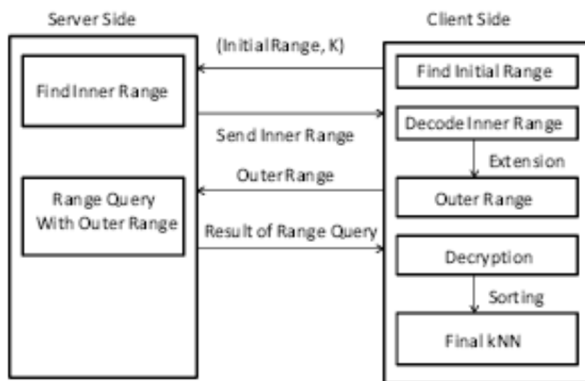 Server Side
Client Side
(Initial Range, K)
Find Initial Range
Find Inner Range
Decode Inner Range
Send Inner Range
Extension
Outer Range
Outer Range
Range Query
With Outer Range
Result of Range Query
Decryption
Sorting
Final kNN